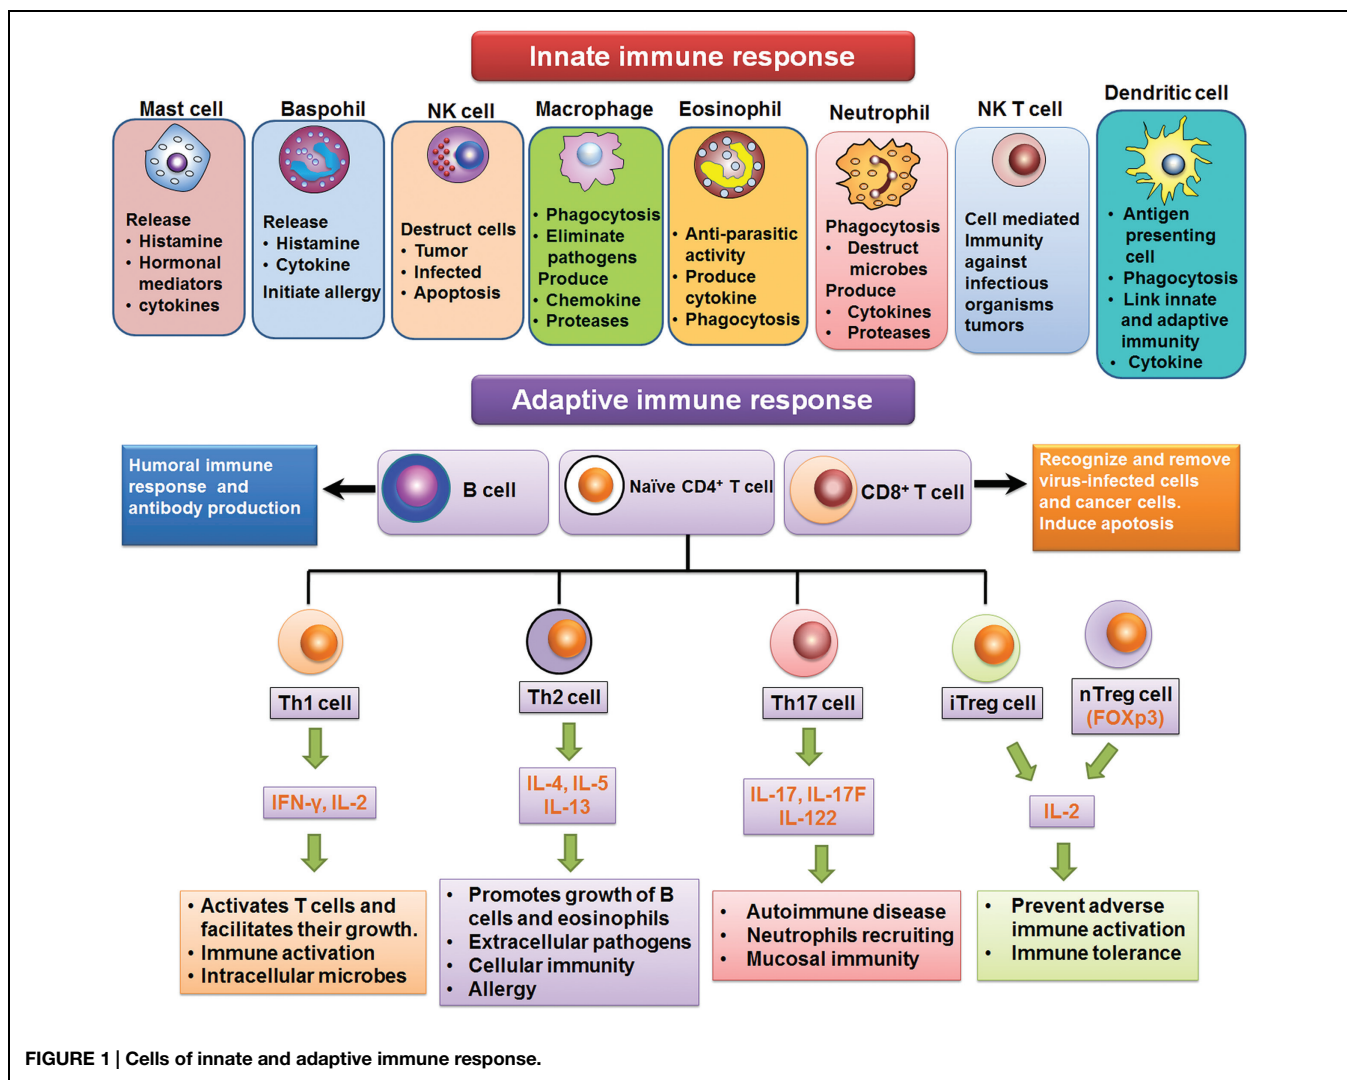 Innate immune response
Mast cell
Release
• Histamine
• Hormonal
mediators
• cytokines
Baspohil
Release
• Histamine
• Cytokine
Initiate allergy
NK cell
Destruct cells
• Tumor
• Infected
• Apoptosis
Macrophage
• Phagocytosis
• Eliminate
pathogens
Produce
• Chemokine
• Proteases
Eosinophil
• Anti-parasitic
activity
• Produce
cytokine
• Phagocytosis
Neutrophil
Phagocytosis
• Destruct
microbes
Produce
• Cytokines
• Proteases
NK T cell
Cell mediated
Immunity
against
infectious
organisms
tumors
Dendritic cell
• Antigen
presenting
cell
• Phagocytosis
• Link innate
and adaptive
immunity
• Cytokine
Adaptive immune response
Humoral immune
response and
antibody production
B cell
Naïve CD4⁺ T cell
CD8⁺ T cell
Recognize and remove
virus-infected cells
and cancer cells.
Induce apotosis
Th1 cell
Th2 cell
Th17 cell
iTreg cell
nTreg cell
(FOXp3)
IFN-γ, IL-2
IL-4, IL-5
IL-13
IL-17, IL-17F
IL-122
IL-2
• Activates T cells and
facilitates their growth.
• Immune activation
• Intracellular microbes
• Promotes growth of B
cells and eosinophils
• Extracellular pathogens
• Cellular immunity
• Allergy
• Autoimmune disease
• Neutrophils recruiting
• Mucosal immunity
• Prevent adverse
immune activation
• Immune tolerance
FIGURE 1 | Cells of innate and adaptive immune response.